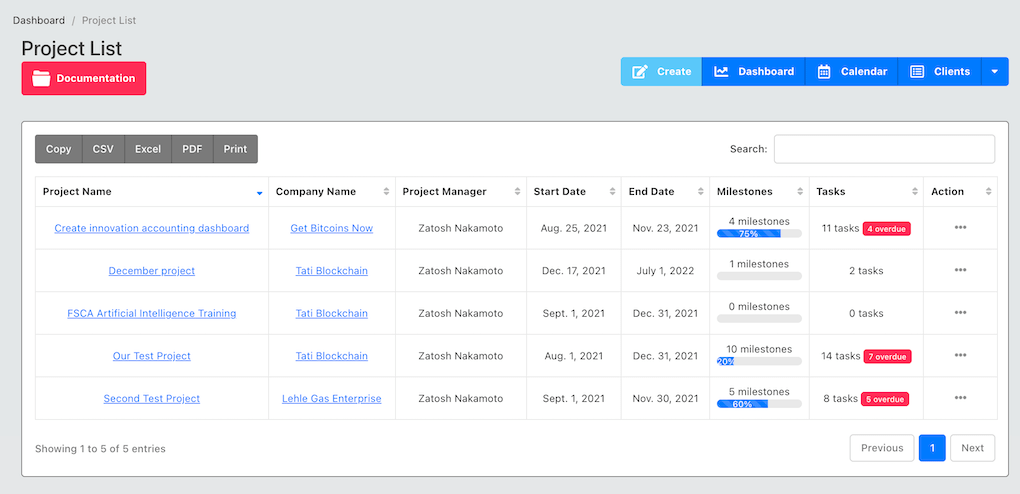 Dashboard / Project List
Project List
Documentation
Create Dashboard Calendar Clients
Copy CSV Excel PDF Print Search:
Project Name Company Name Project Manager Start Date End Date Milestones Tasks Action
Create innovation accounting dashboard Get Bitcoins Now Zatosh Nakamoto Aug. 25, 2021 Nov. 23, 2021 4 milestones 75% 11 tasks 4 overdue •••
December project Tati Blockchain Zatosh Nakamoto Dec. 17, 2021 July 1, 2022 1 milestones 2 tasks •••
FSCA Artificial Intelligence Training Tati Blockchain Zatosh Nakamoto Sept. 1, 2021 Dec. 31, 2021 0 milestones 0 tasks •••
Our Test Project Tati Blockchain Zatosh Nakamoto Aug. 1, 2021 Dec. 31, 2021 10 milestones 20% 14 tasks 7 overdue •••
Second Test Project Lehle Gas Enterprise Zatosh Nakamoto Sept. 1, 2021 Nov. 30, 2021 5 milestones 60% 8 tasks 5 overdue •••
Showing 1 to 5 of 5 entries Previous 1 Next